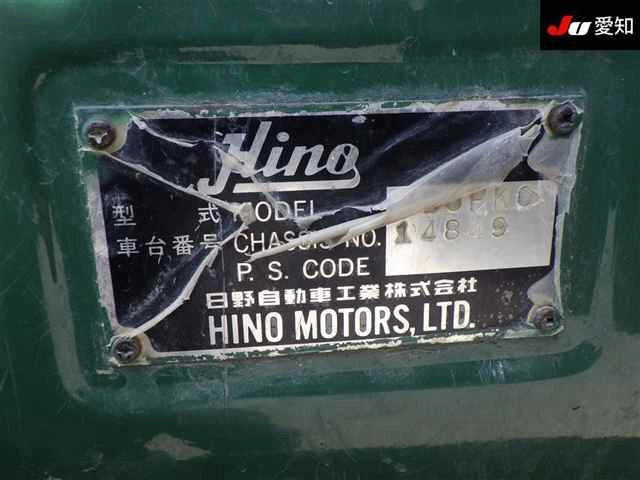 JU 愛知
Hino
型 式 MODEL
車台番号 CHASSIS NO.
P. S. CODE
日野自動車工業株式会社
HINO MOTORS, LTD.